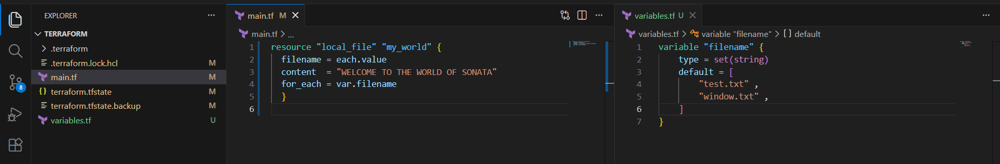 EXPLORER
...
TERRAFORM
.terraform
.terraform.lock.hcl M
main.tf M
terraform.tfstate M
terraform.tfstate.backup M
variables.tf U
8
main.tf M
main.tf > ...
1 resource "local_file" "my_world" {
2 filename = each.value
3 content  = "WELCOME TO THE WORLD OF SONATA"
4 for_each = var.filename
5 }
6
variables.tf U
...
variables.tf > variable "filename" > [ ] default
1 variable "filename" {
2 type = set(string)
3 default = [
4 "test.txt" ,
5 "window.txt" ,
6 ]
7 }